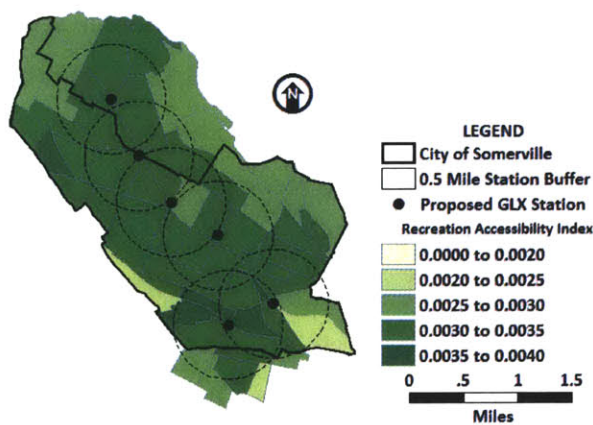 N
LEGEND
City of Somerville
0.5 Mile Station Buffer
Proposed GLX Station
Recreation Accessibility Index
0.0000 to 0.0020
0.0020 to 0.0025
0.0025 to 0.0030
0.0030 to 0.0035
0.0035 to 0.0040
0 .5 1 1.5
Miles